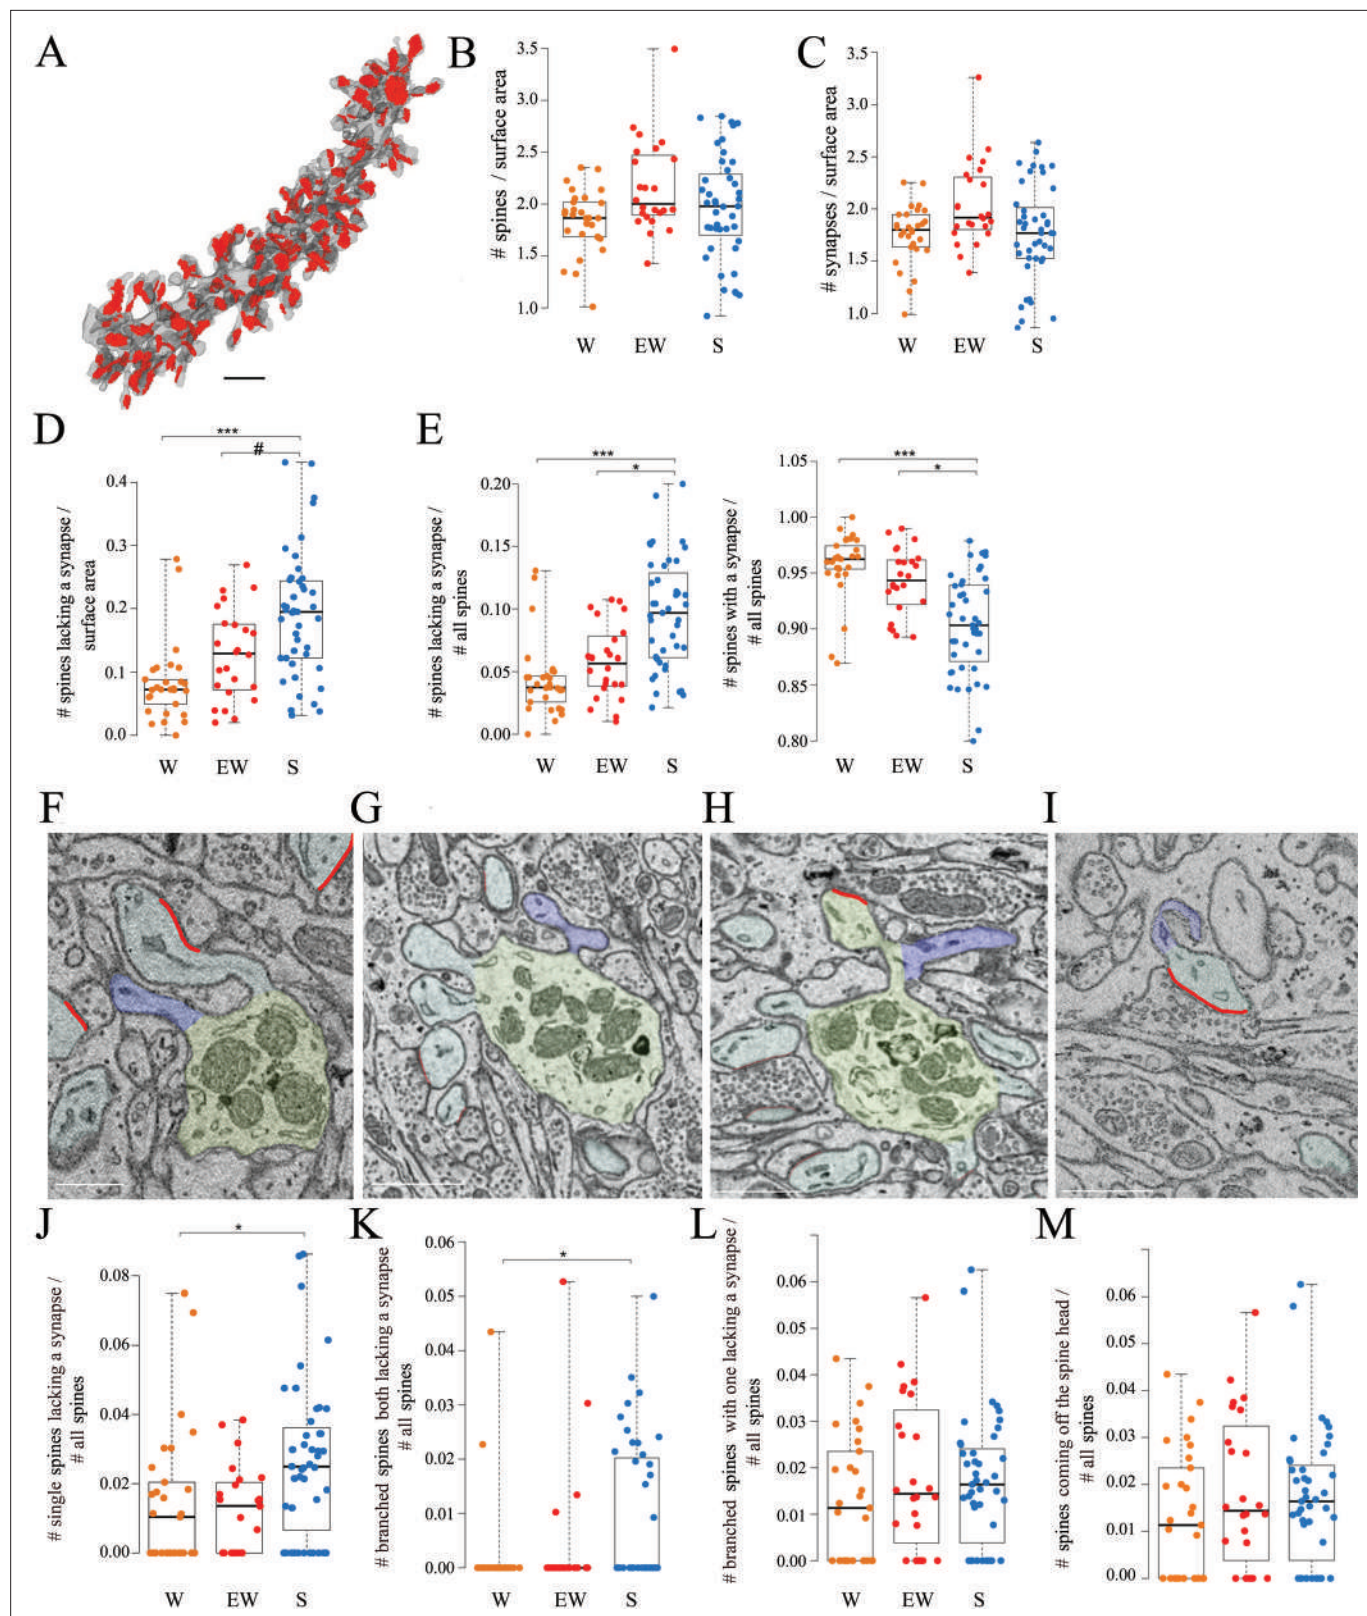 A
B
# spines / surface area
3.5
3.0
2.5
2.0
1.5
1.0
W EW S
C
# synapses / surface area
3.5
3.0
2.5
2.0
1.5
1.0
W EW S
D
# spines lacking a synapse /
surface area
0.4
0.3
0.2
0.1
0.0
***
#
W EW S
E
# spines lacking a synapse /
# all spines
0.20
0.15
0.10
0.05
0.00
***
*
W EW S
# spines with a synapse /
# all spines
1.05
1.00
0.95
0.90
0.85
0.80
***
*
W EW S
F
G
H
I
J
# single spines lacking a synapse /
# all spines
0.08
0.06
0.04
0.02
0.00
*
W EW S
K
# branched spines both lacking a synapse /
# all spines
0.06
0.05
0.04
0.03
0.02
0.01
0.00
*
W EW S
L
# branched spines with one lacking a synapse /
# all spines
0.06
0.05
0.04
0.03
0.02
0.01
0.00
W EW S
M
# spines coming off the spine head /
# all spines
0.06
0.05
0.04
0.03
0.02
0.01
0.00